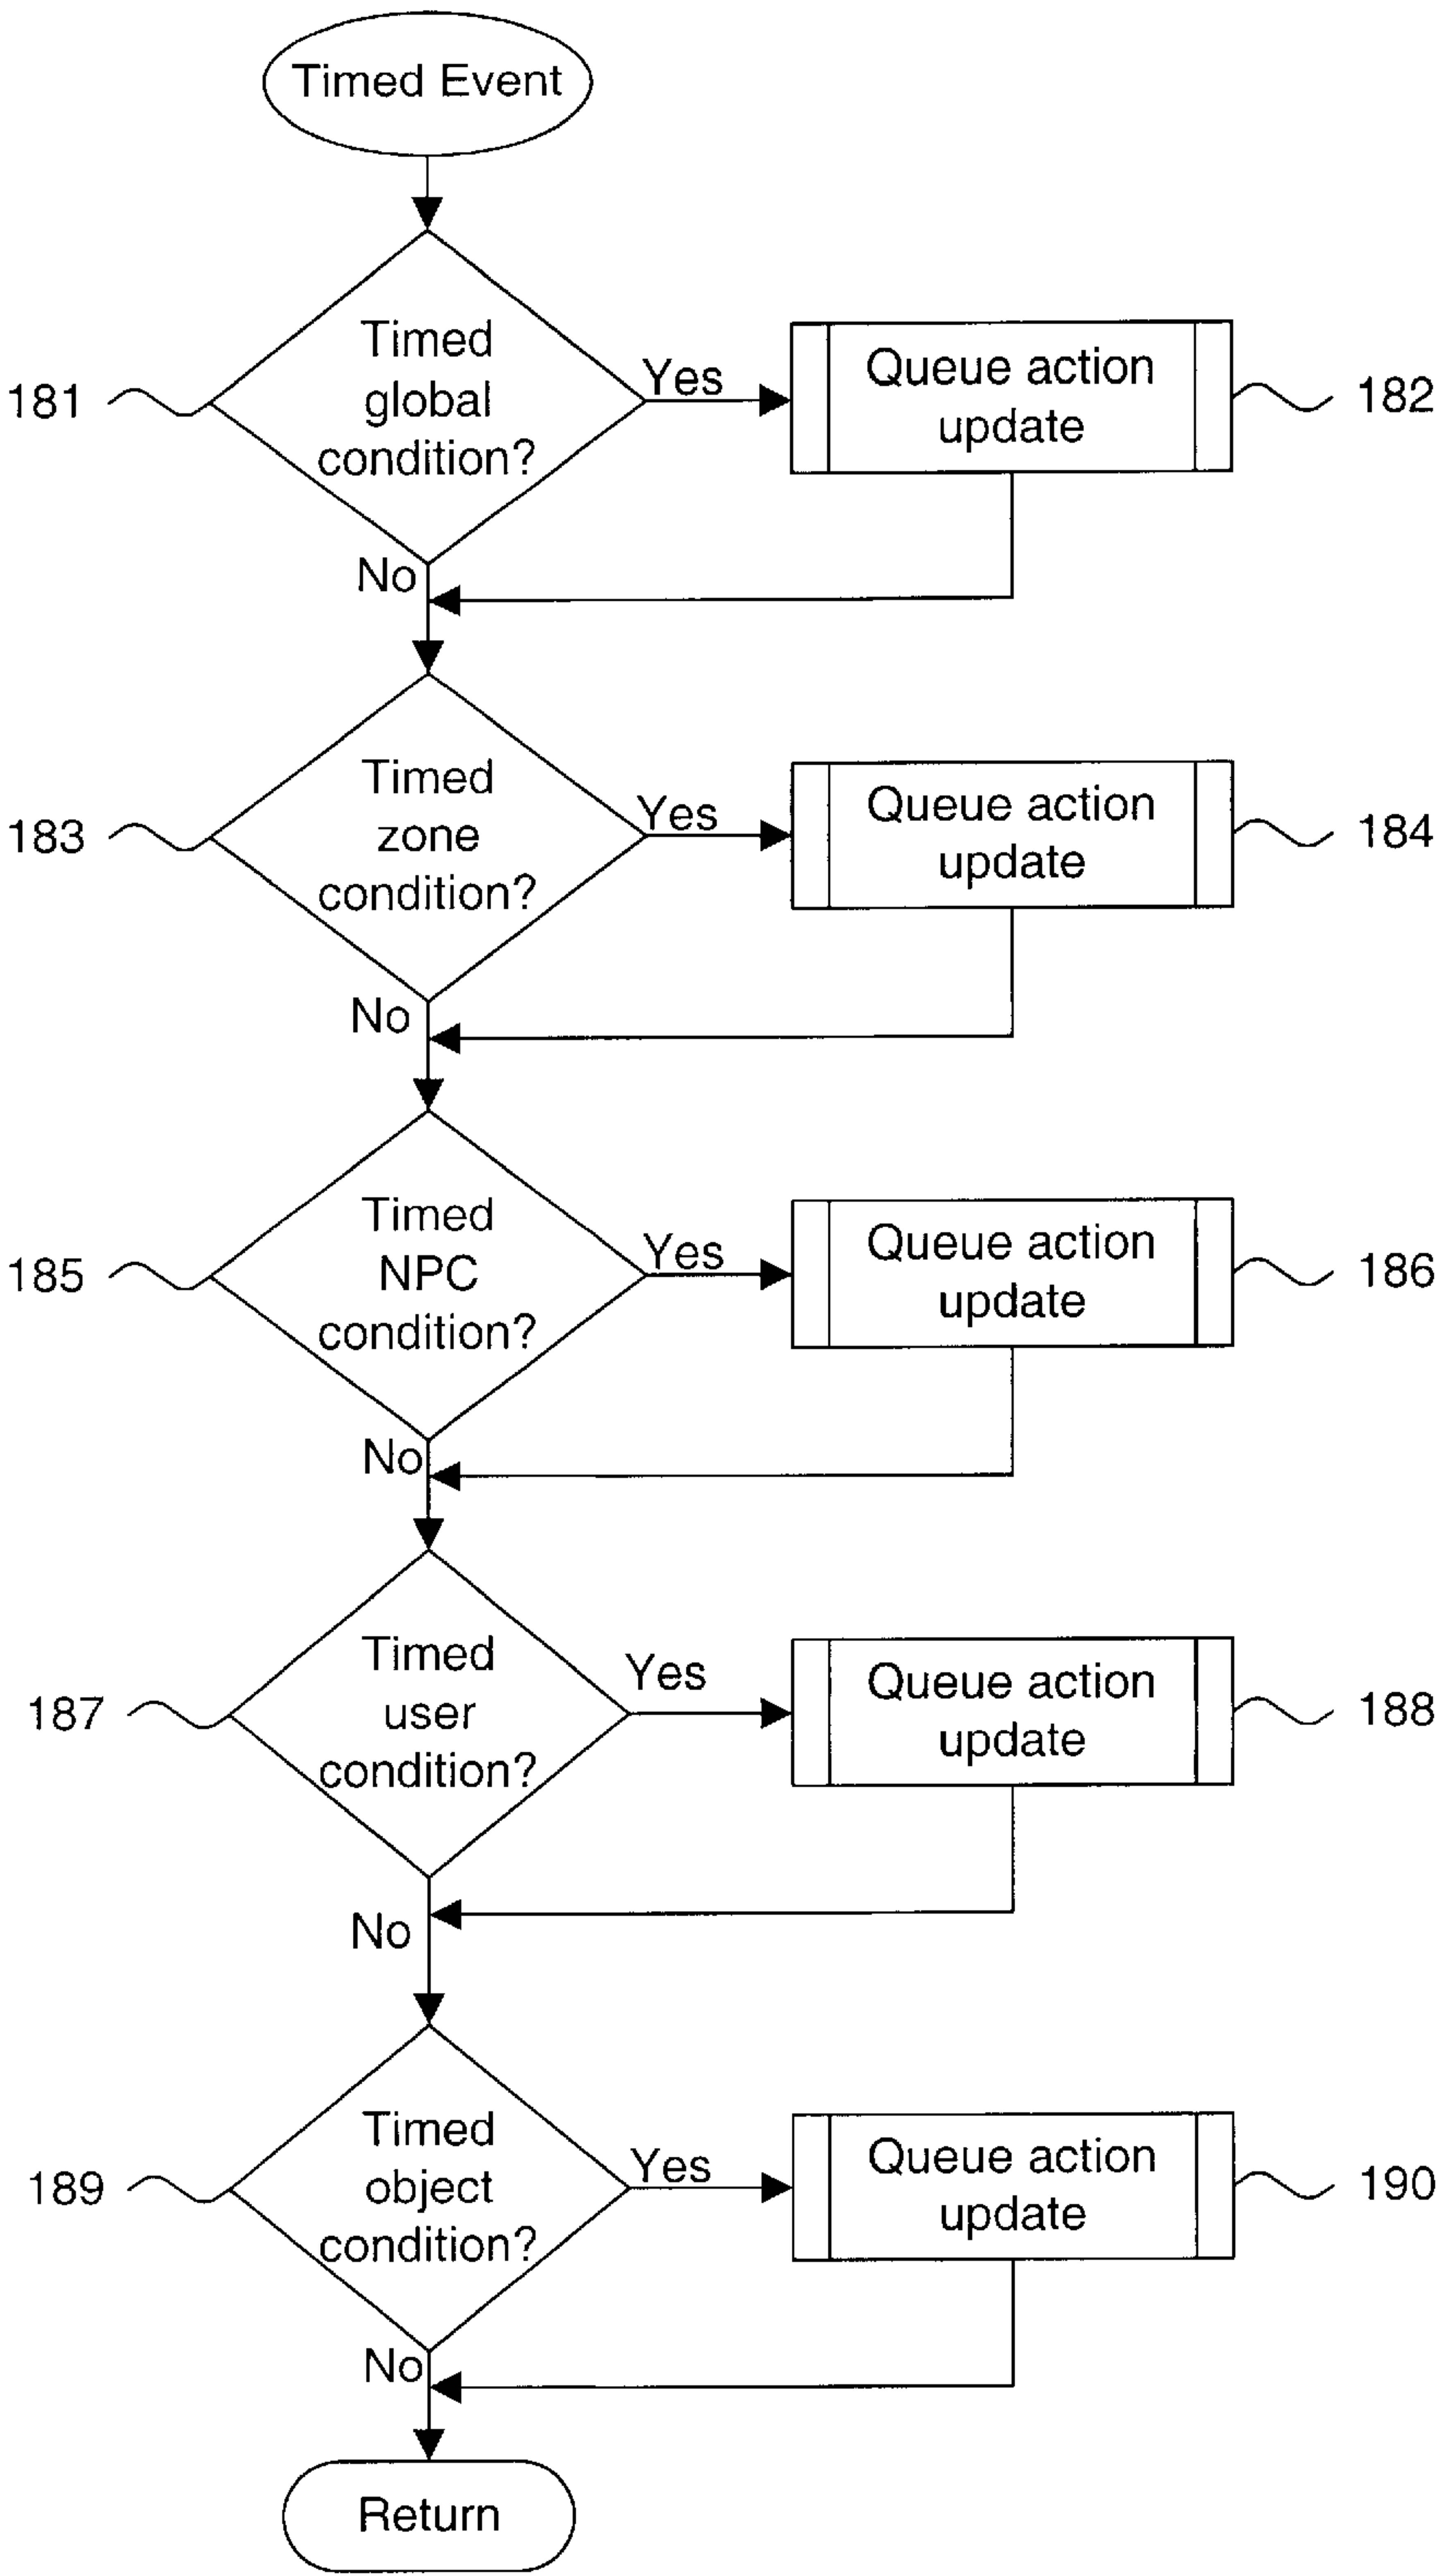 Timed Event
Timed
global
condition?
181
Yes
Queue action
update
182
No
Timed
zone
condition?
183
Yes
Queue action
update
184
No
Timed
NPC
condition?
185
Yes
Queue action
update
186
No
Timed
user
condition?
187
Yes
Queue action
update
188
No
Timed
object
condition?
189
Yes
Queue action
update
190
No
Return